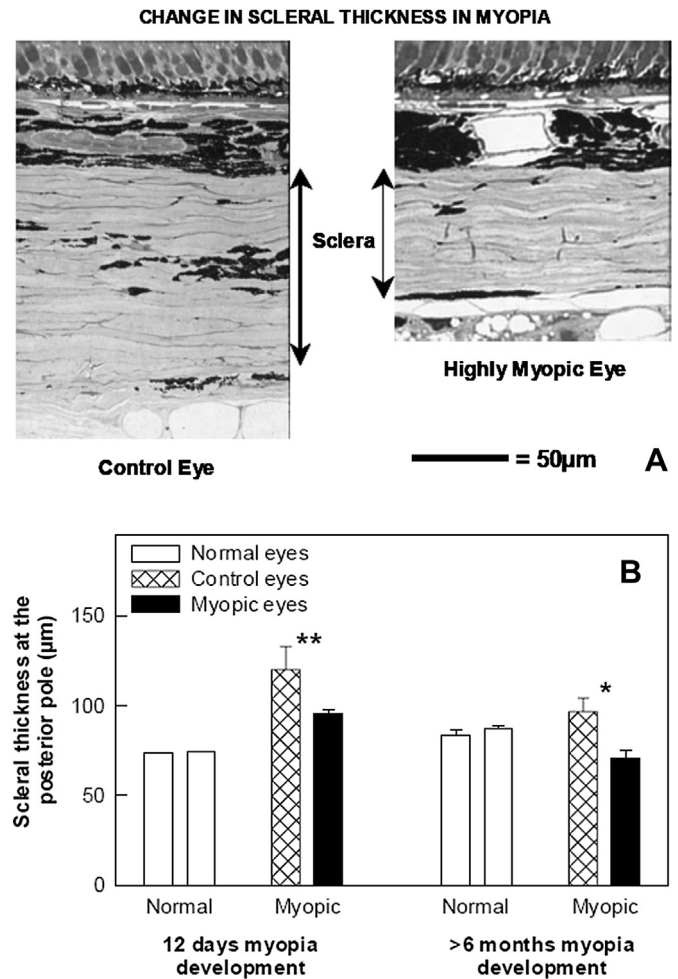 CHANGE IN SCLERAL THICKNESS IN MYOPIA
Sclera
Highly Myopic Eye
Control Eye
= 50µm
A
B
Normal eyes
Control eyes
Myopic eyes
Scleral thickness at the
posterior pole (µm)
150
100
50
0
**
*
Normal
Myopic
Normal
Myopic
12 days myopia
development
>6 months myopia
development